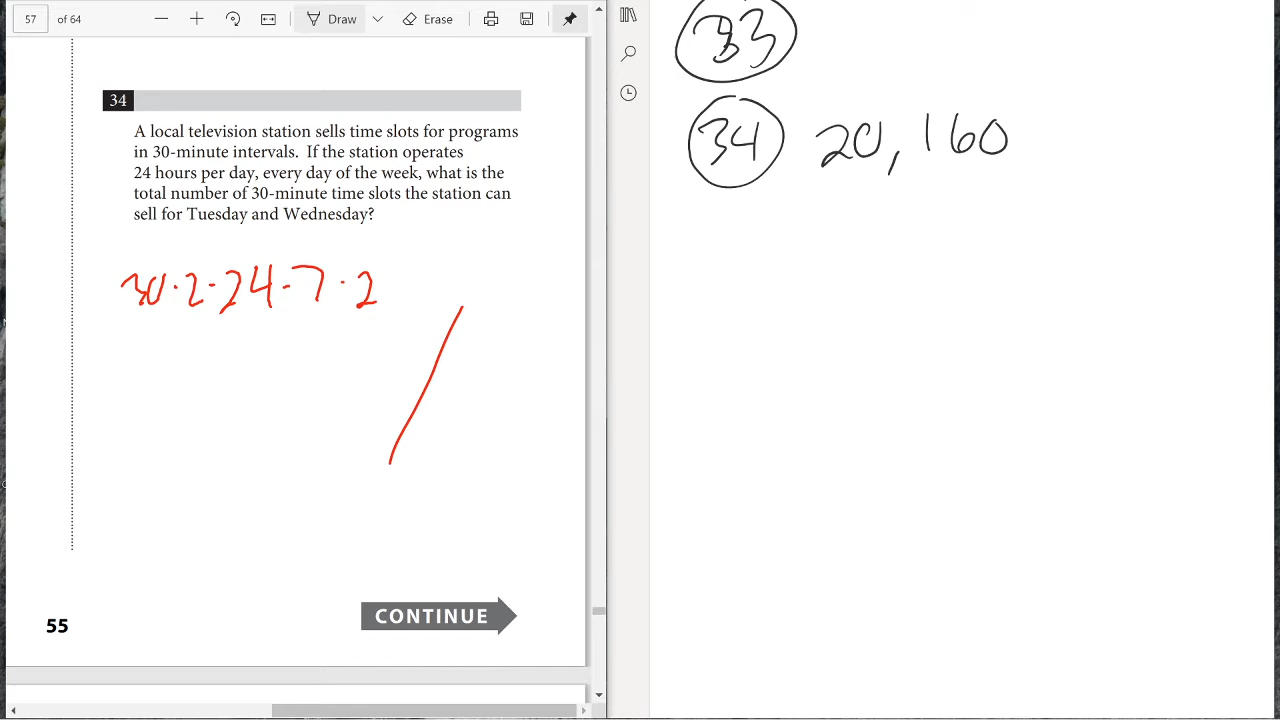 57 of 64 Draw Erase
34
A local television station sells time slots for programs
in 30-minute intervals. If the station operates
24 hours per day, every day of the week, what is the
total number of 30-minute time slots the station can
sell for Tuesday and Wednesday?
30·2·24·7·2
CONTINUE
55
33
34 20,160